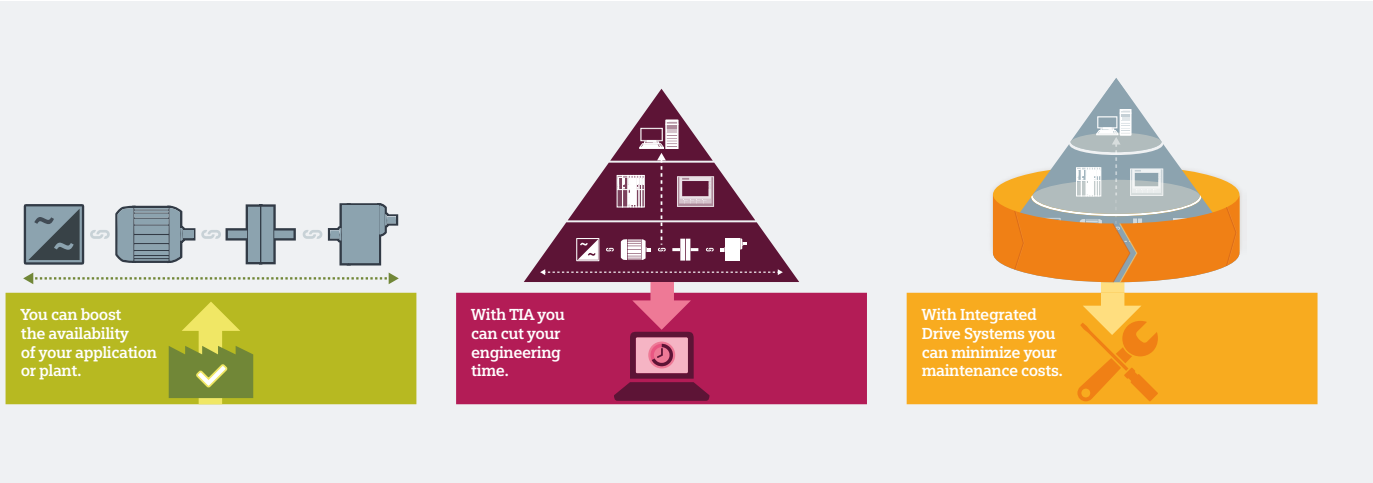 You can boost
the availability
of your application
or plant.
With TIA you
can cut your
engineering
time.
With Integrated
Drive Systems you
can minimize your
maintenance costs.